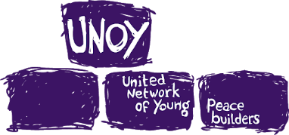 UNOY
United
Network
of Young
Peace
builders